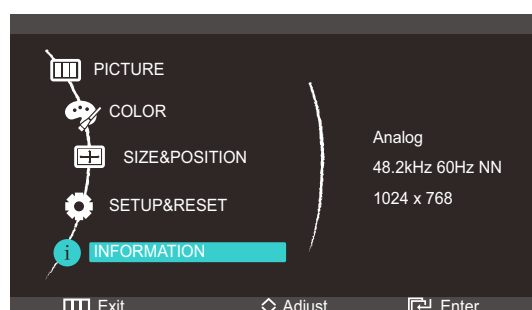 PICTURE
COLOR
SIZE&POSITION
SETUP&RESET
i INFORMATION
Analog
48.2kHz 60Hz NN
1024 x 768
Exit Adjust Enter